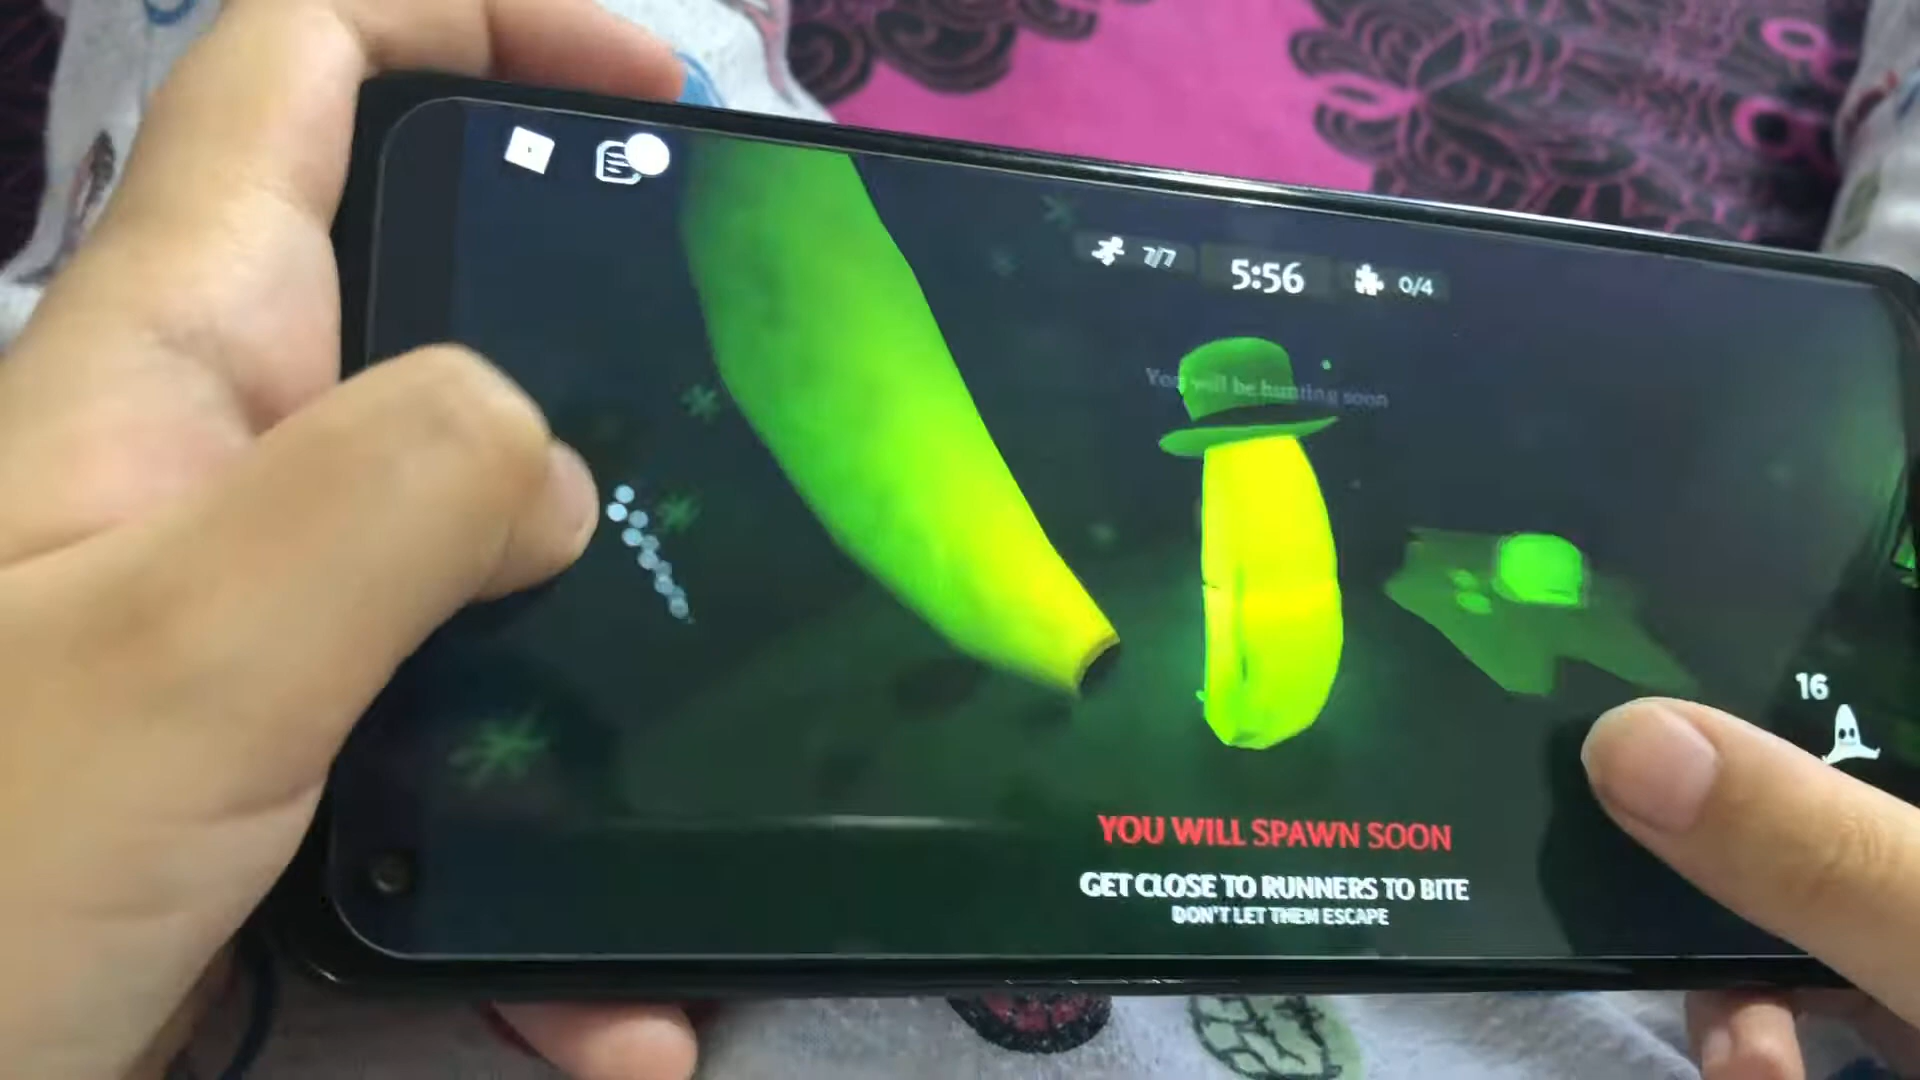 7/7
5:56
0/4
You will be hunting soon
16
YOU WILL SPAWN SOON
GET CLOSE TO RUNNERS TO BITE
DON'T LET THEM ESCAPE